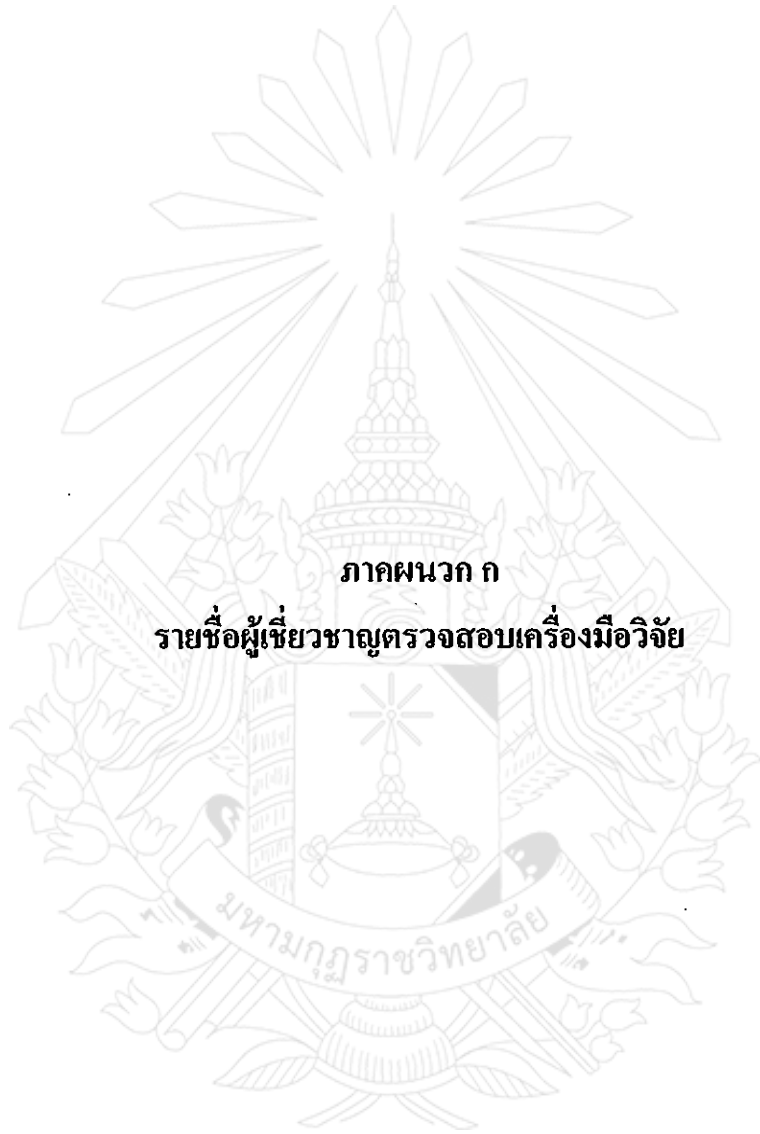 ภาคผนวก ก
รายชื่อผู้เชี่ยวชาญตรวจสอบเครื่องมือวิจัย
มหามกุฏราชวิทยาลัย